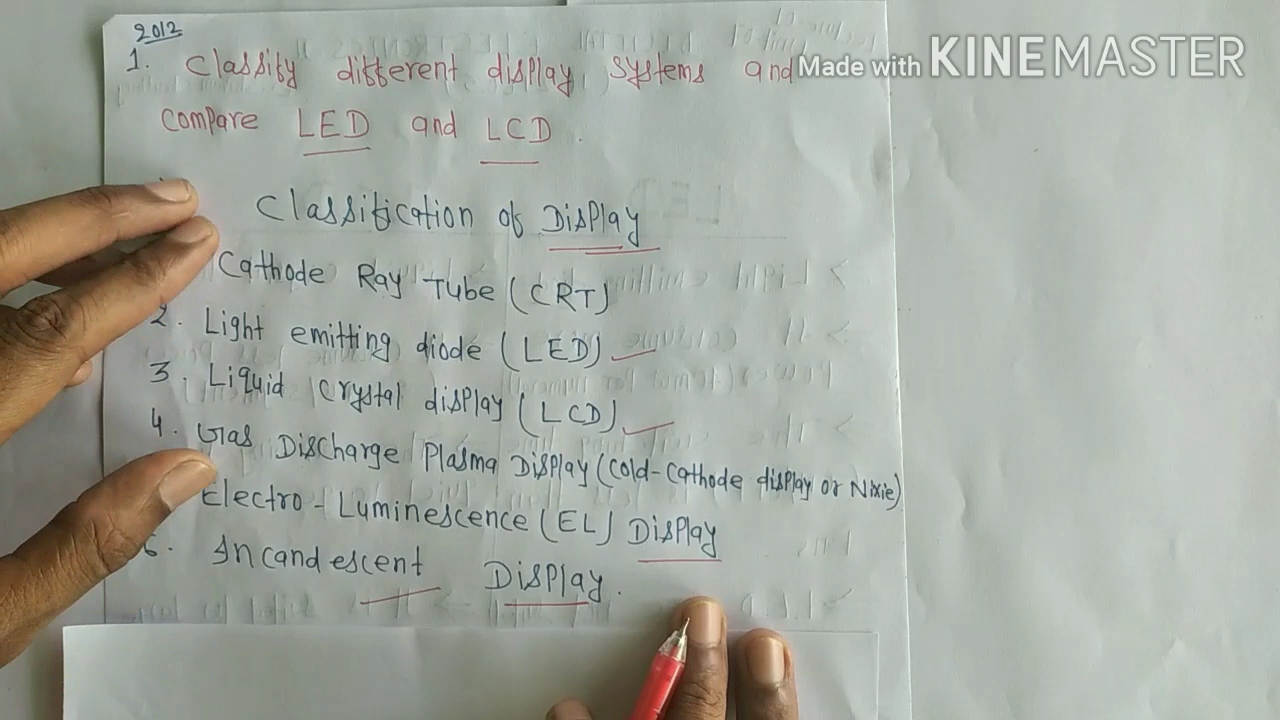 2012
1. Classify different display systems and
Made with KINEMASTER
compare LED and LCD.
Classification of Display
Cathode Ray Tube (CRT)
2. Light emitting diode (LED)
3. Liquid crystal display (LCD)
4. Gas Discharge Plasma Display (Cold-Cathode display or Nixie)
Electro-Luminescence (EL) Display
6. Incandescent Display.